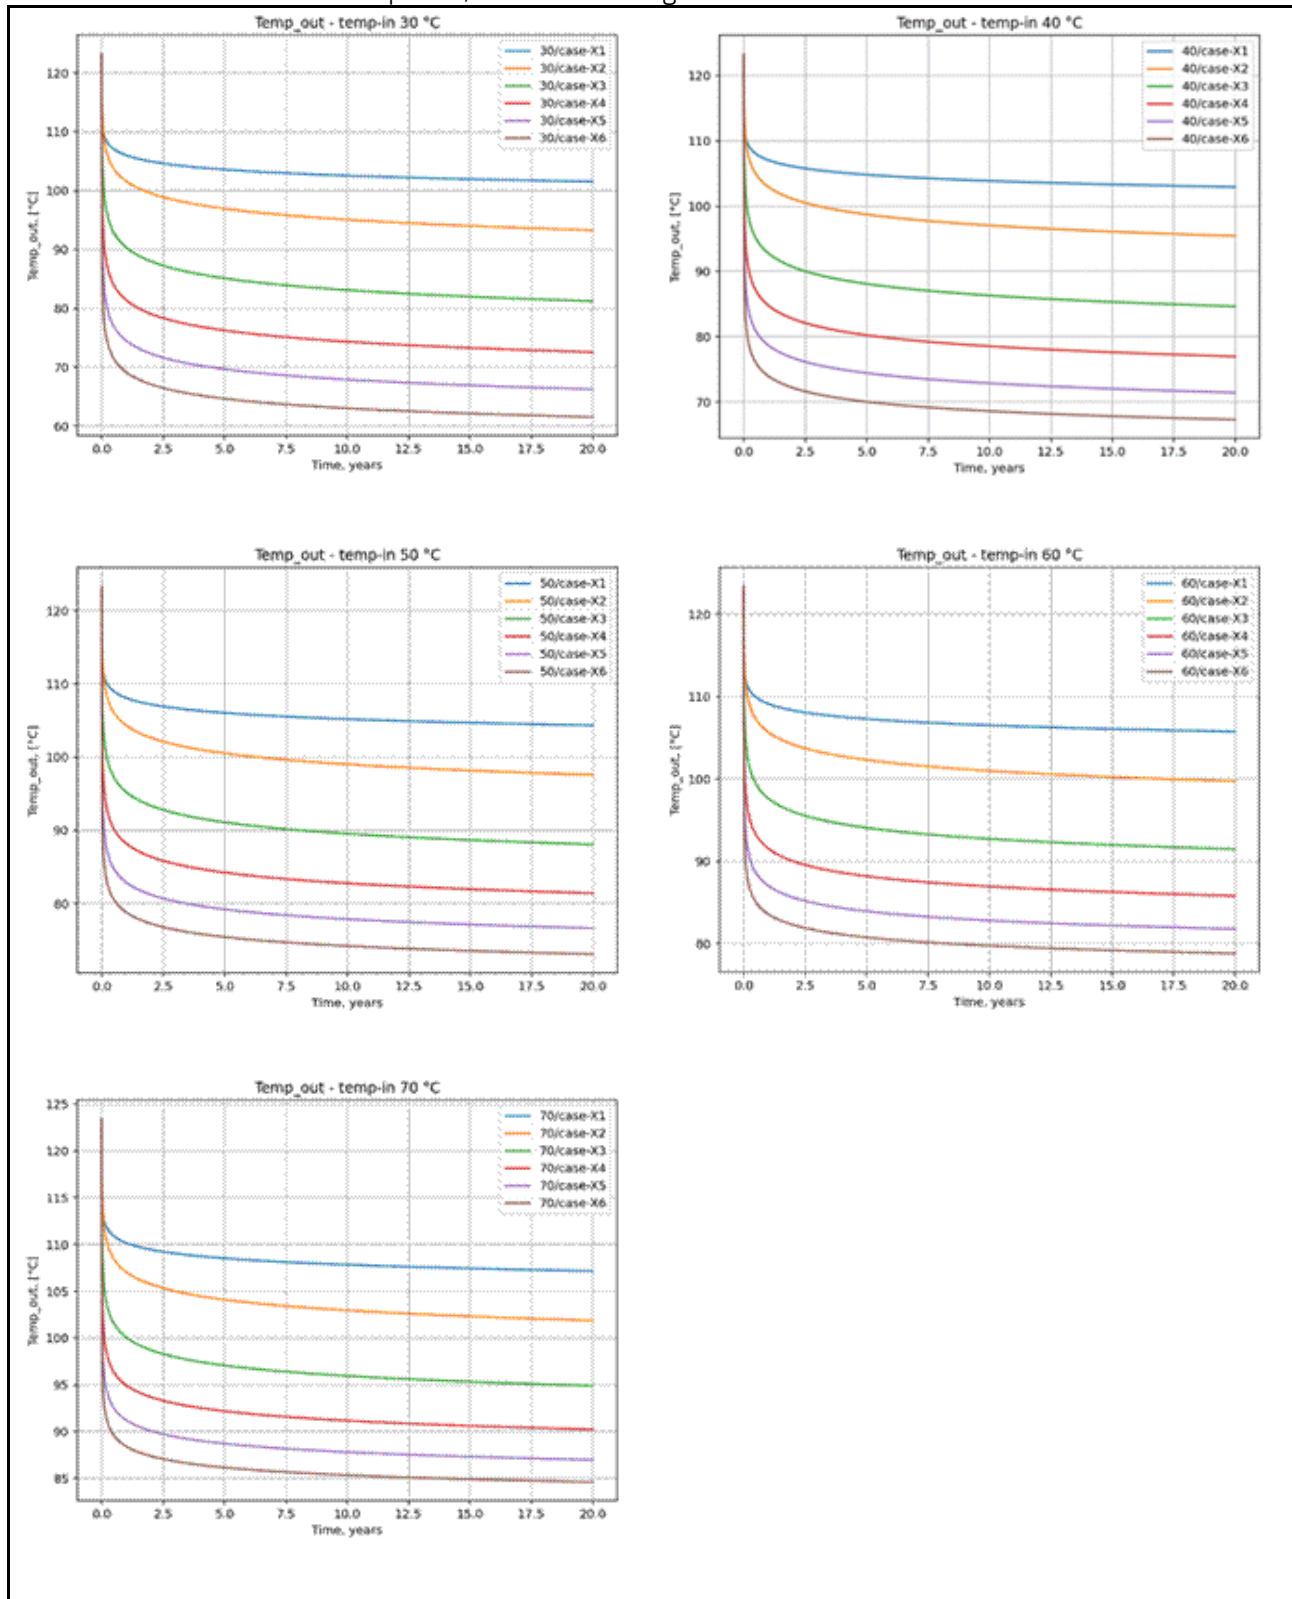 Temp_out - temp-in 30 °C
30/case-X1
30/case-X2
30/case-X3
30/case-X4
30/case-X5
30/case-X6
120
110
100
90
80
70
60
Temp_out, [°C]
0.0 2.5 5.0 7.5 10.0 12.5 15.0 17.5 20.0
Time, years
Temp_out - temp-in 40 °C
40/case-X1
40/case-X2
40/case-X3
40/case-X4
40/case-X5
40/case-X6
120
110
100
90
80
70
Temp_out, [°C]
0.0 2.5 5.0 7.5 10.0 12.5 15.0 17.5 20.0
Time, years
Temp_out - temp-in 50 °C
50/case-X1
50/case-X2
50/case-X3
50/case-X4
50/case-X5
50/case-X6
120
110
100
90
80
Temp_out, [°C]
0.0 2.5 5.0 7.5 10.0 12.5 15.0 17.5 20.0
Time, years
Temp_out - temp-in 60 °C
60/case-X1
60/case-X2
60/case-X3
60/case-X4
60/case-X5
60/case-X6
120
110
100
90
80
Temp_out, [°C]
0.0 2.5 5.0 7.5 10.0 12.5 15.0 17.5 20.0
Time, years
Temp_out - temp-in 70 °C
70/case-X1
70/case-X2
70/case-X3
70/case-X4
70/case-X5
70/case-X6
125
120
115
110
105
100
95
90
85
Temp_out, [°C]
0.0 2.5 5.0 7.5 10.0 12.5 15.0 17.5 20.0
Time, years